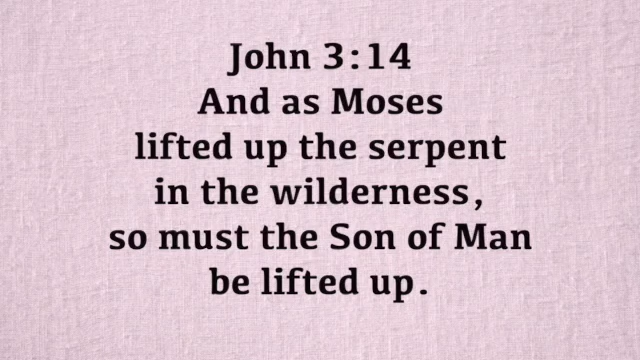 John 3:14
And as Moses
lifted up the serpent
in the wilderness,
so must the Son of Man
be lifted up.